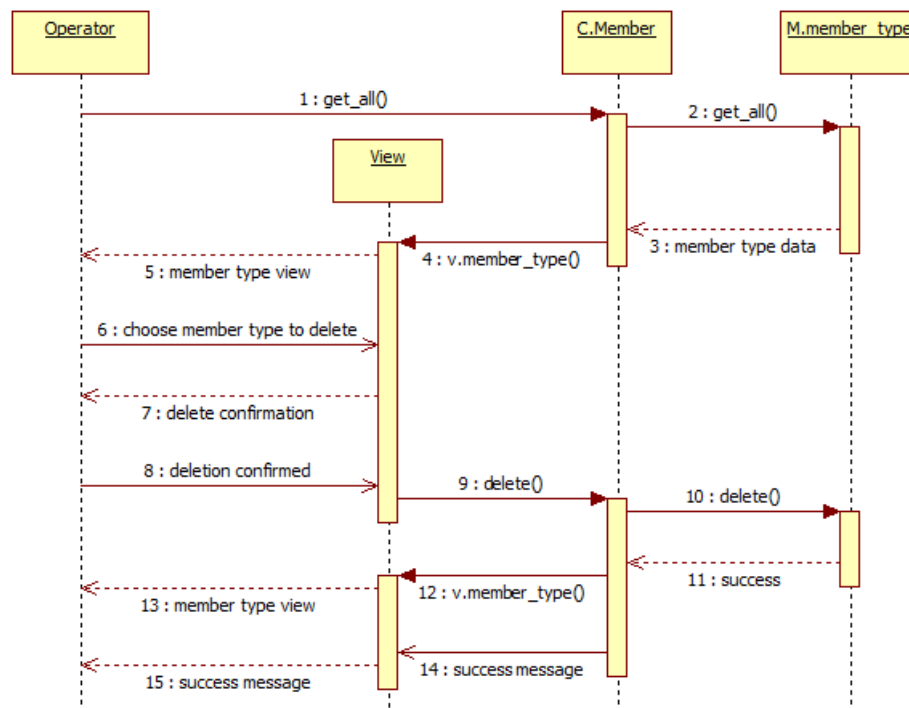 Operator
C.Member
M.member_type
1 : get_all()
2 : get_all()
View
3 : member type data
4 : v.member_type()
5 : member type view
6 : choose member type to delete
7 : delete confirmation
8 : deletion confirmed
9 : delete()
10 : delete()
11 : success
12 : v.member_type()
13 : member type view
14 : success message
15 : success message